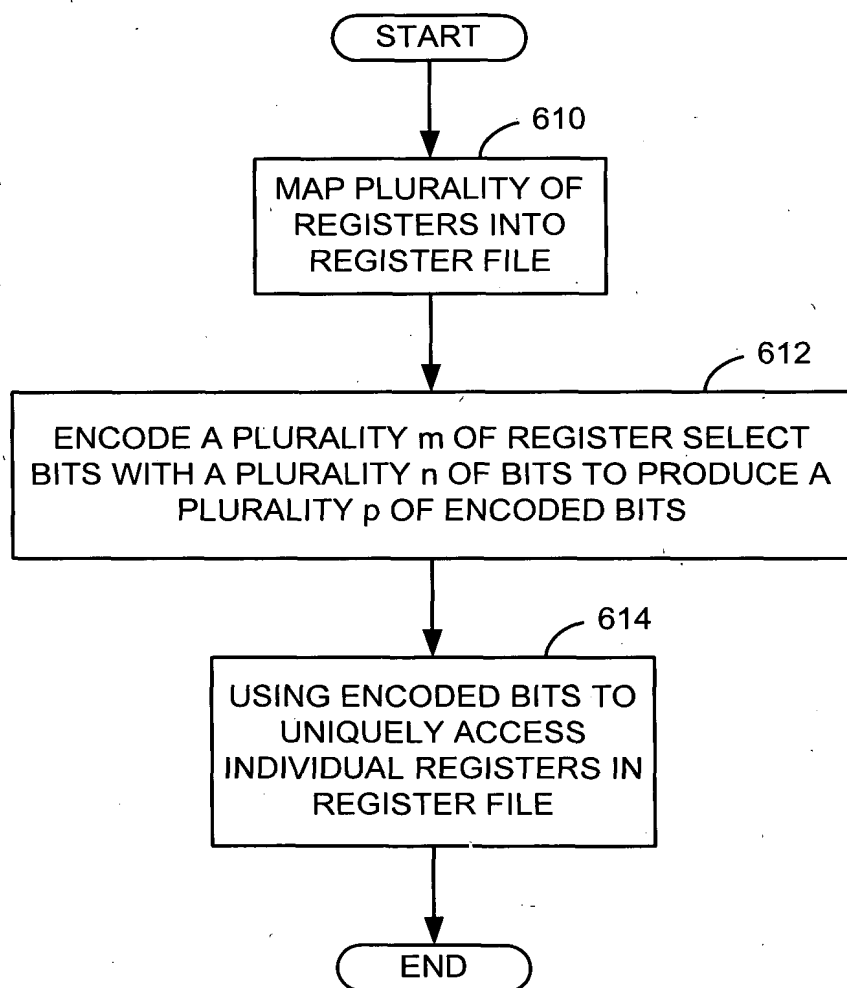 START
610
MAP PLURALITY OF
REGISTERS INTO
REGISTER FILE
612
ENCODE A PLURALITY m OF REGISTER SELECT
BITS WITH A PLURALITY n OF BITS TO PRODUCE A
PLURALITY p OF ENCODED BITS
614
USING ENCODED BITS TO
UNIQUELY ACCESS
INDIVIDUAL REGISTERS IN
REGISTER FILE
END